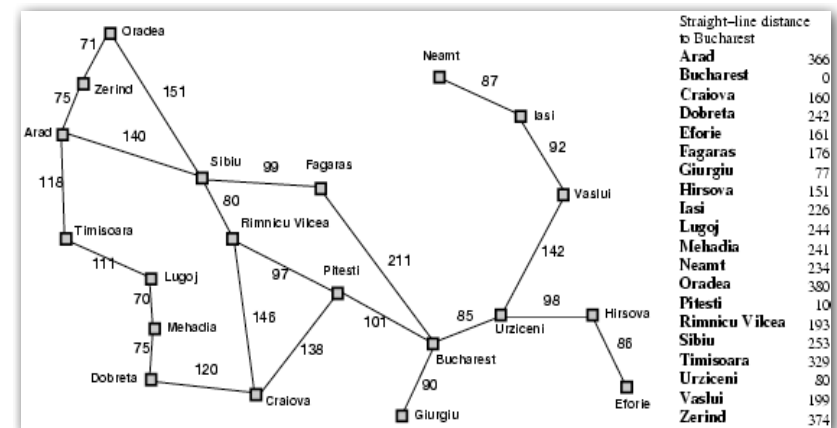 Oradea
71
Neamt
87
Zerind
75
151
Iasi
Arad
140
92
Sibiu
99
Fagaras
118
80
Vaslui
Rimnicu Vilcea
Timisoara
111
142
211
Lugoj
97
Pitesti
70
98
Hirsova
85
146
101
Urziceni
Mehadia
138
86
75
Bucharest
120
90
Dobreta
Craiova
Eforie
Giurgiu
Straight–line distance
to Bucharest
Arad 366
Bucharest 0
Craiova 160
Dobreta 242
Eforie 161
Fagaras 176
Giurgiu 77
Hirsova 151
Iasi 226
Lugoj 244
Mehadia 241
Neamt 234
Oradea 380
Pitesti 10
Rimnicu Vilcea 193
Sibiu 253
Timisoara 329
Urziceni 80
Vaslui 199
Zerind 374